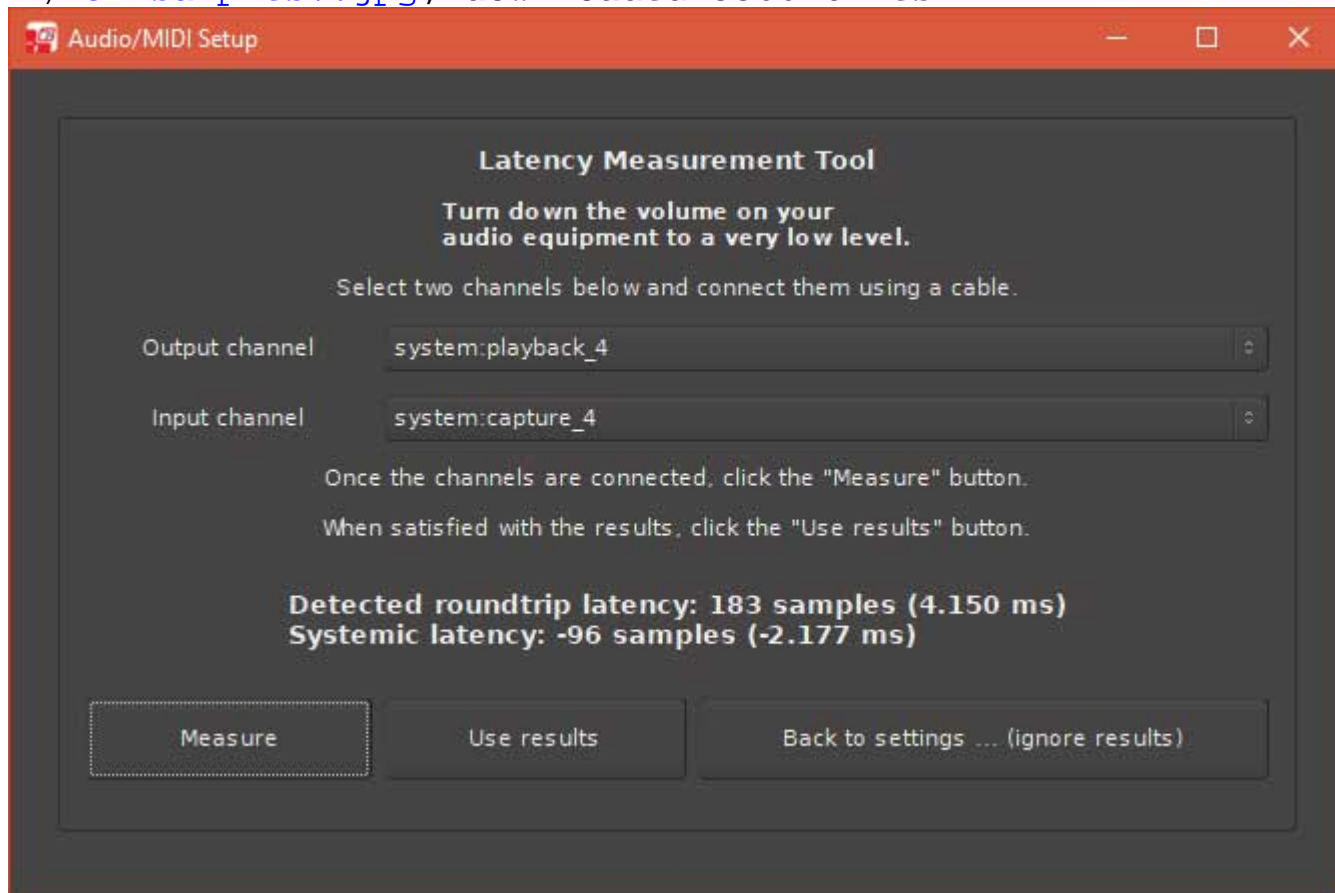 Audio/MIDI Setup
Latency Measurement Tool
Turn down the volume on your
audio equipment to a very low level.
Select two channels below and connect them using a cable.
Output channel system:playback_4
Input channel system:capture_4
Once the channels are connected, click the "Measure" button.
When satisfied with the results, click the "Use results" button.
Detected roundtrip latency: 183 samples (4.150 ms)
Systemic latency: -96 samples (-2.177 ms)
Measure Use results Back to settings ... (ignore results)